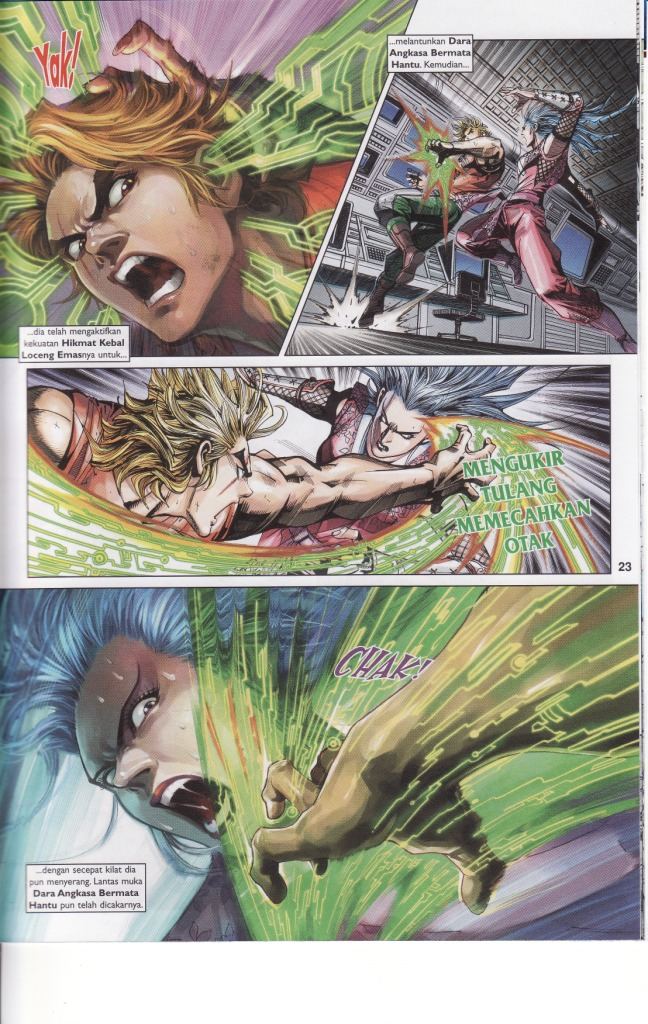 Yak!
...dia telah mengaktifkan
kekuatan Hikmat Kebal
Loceng Emasnya untuk...
...melantunkan Dara
Angkasa Bermata
Hantu. Kemudian...
MENGUKIR
TULANG
MEMECAHKAN
OTAK
23
CHAK!
...dengan secepat kilat dia
pun menyerang. Lantas muka
Dara Angkasa Bermata
Hantu pun telah dicakarnya.